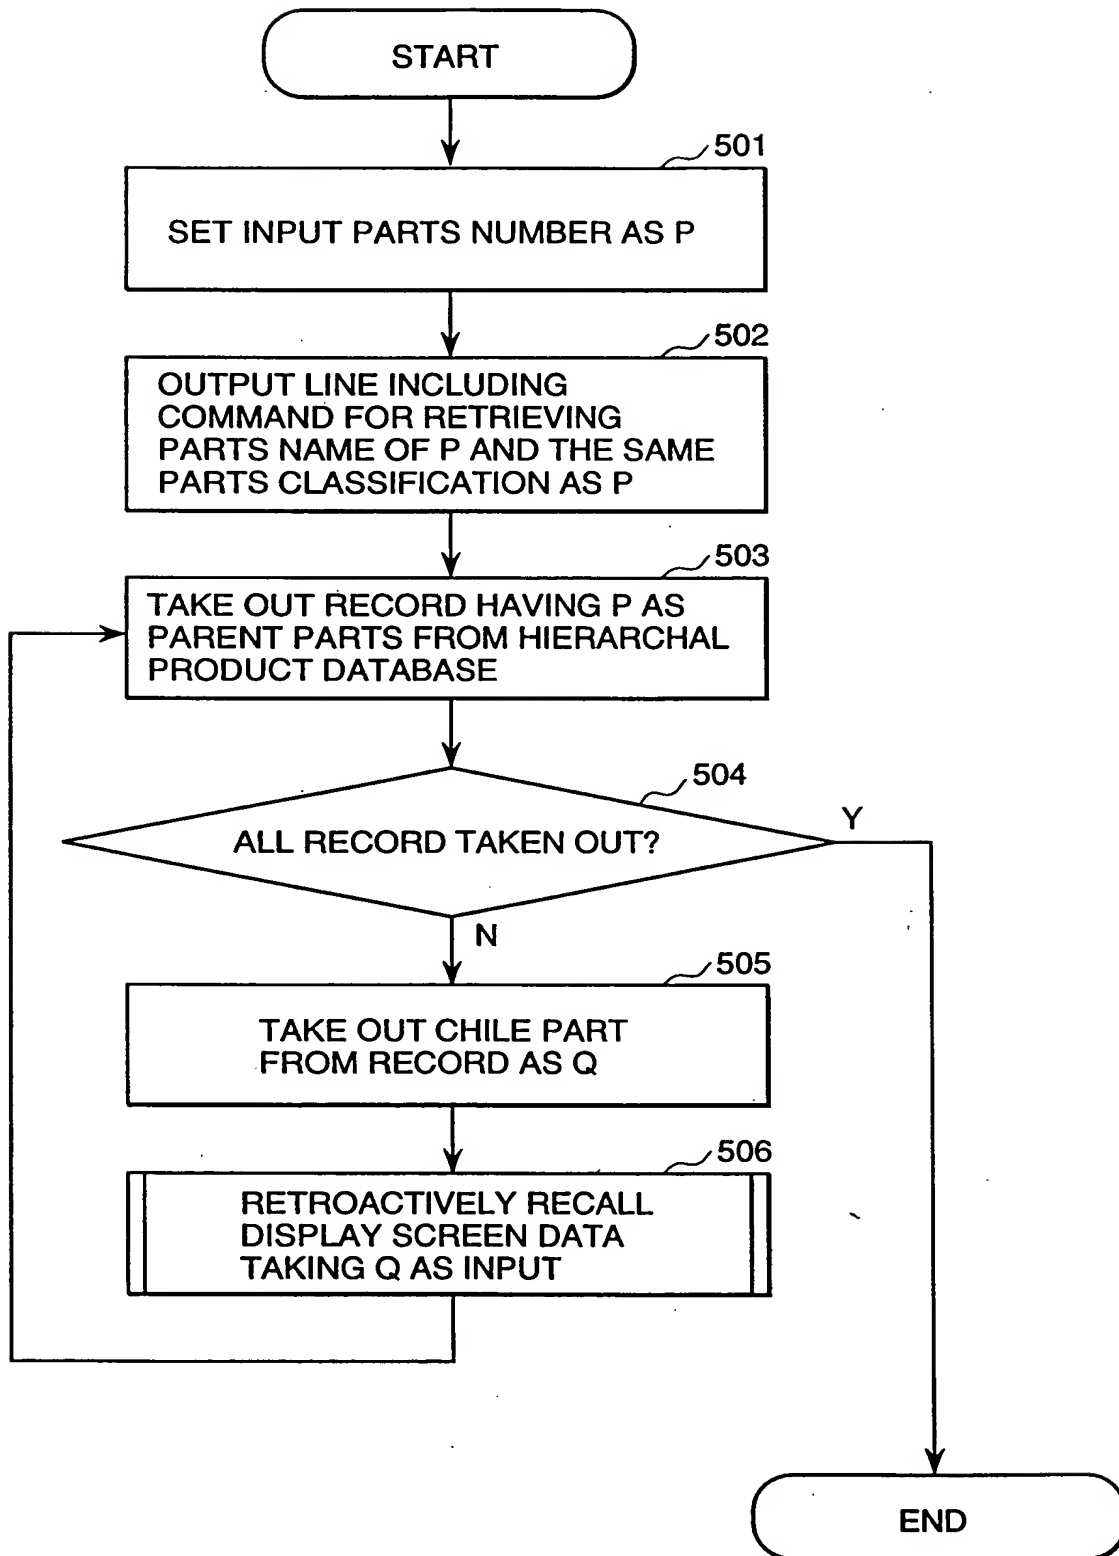 START
501
SET INPUT PARTS NUMBER AS P
502
OUTPUT LINE INCLUDING
COMMAND FOR RETRIEVING
PARTS NAME OF P AND THE SAME
PARTS CLASSIFICATION AS P
503
TAKE OUT RECORD HAVING P AS
PARENT PARTS FROM HIERARCHAL
PRODUCT DATABASE
504
ALL RECORD TAKEN OUT?
Y
N
505
TAKE OUT CHILE PART
FROM RECORD AS Q
506
RETROACTIVELY RECALL
DISPLAY SCREEN DATA
TAKING Q AS INPUT
END